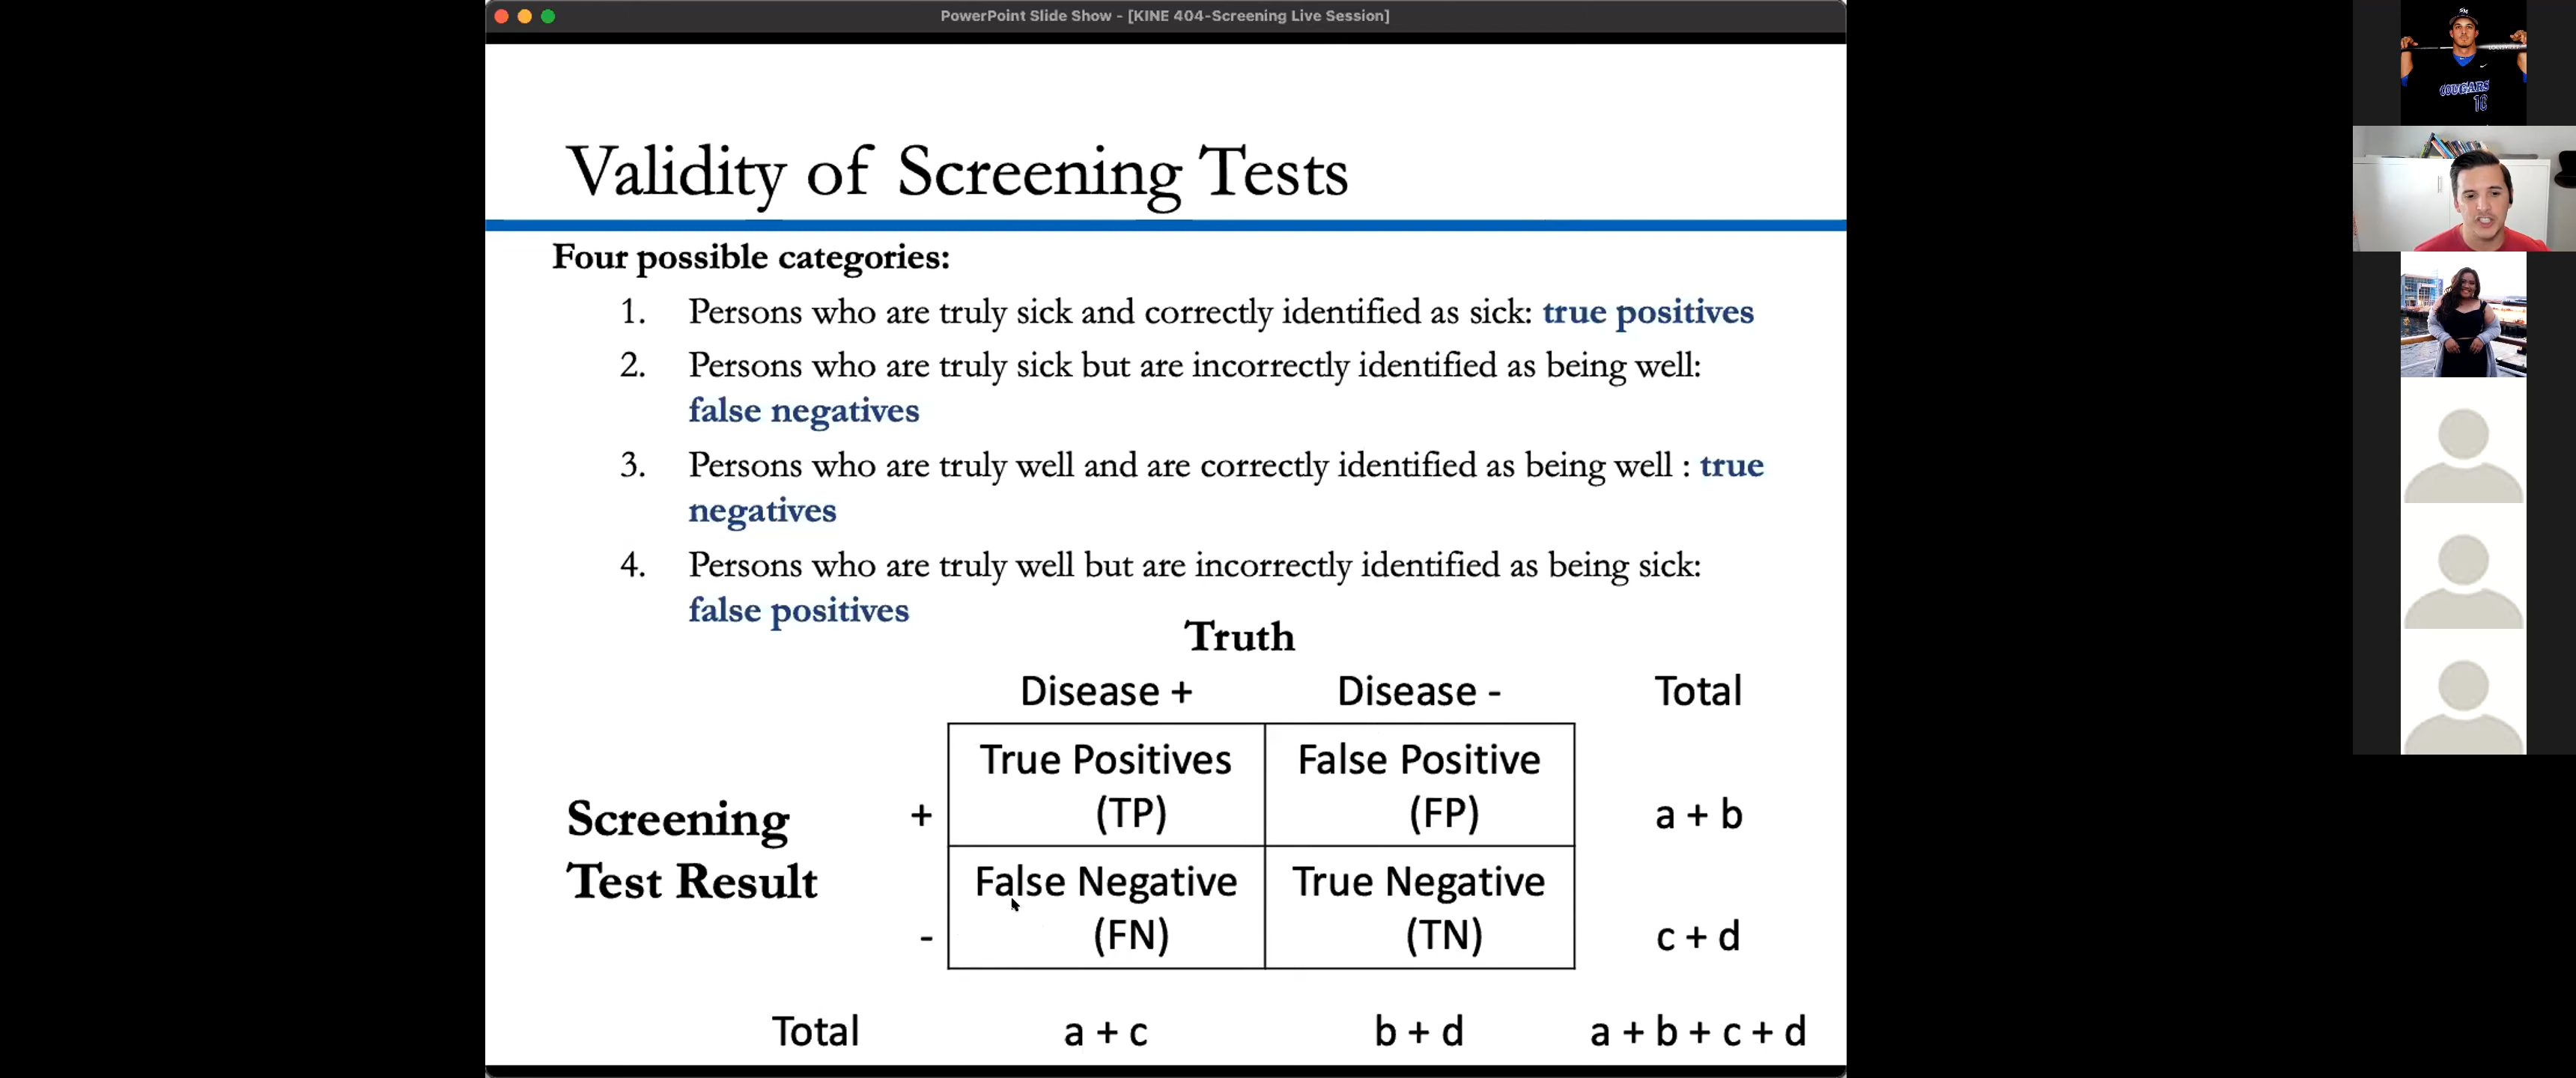 PowerPoint Slide Show - [KINE 404-Screening Live Session]
Validity of Screening Tests
Four possible categories:
1. Persons who are truly sick and correctly identified as sick: true positives
2. Persons who are truly sick but are incorrectly identified as being well:
false negatives
3. Persons who are truly well and are correctly identified as being well : true
negatives
4. Persons who are truly well but are incorrectly identified as being sick:
false positives
Truth
Disease + Disease - Total
True Positives False Positive
+ (TP) (FP) a + b
Screening
Test Result
False Negative True Negative
- (FN) (TN) c + d
Total a + c b + d a + b + c + d
COUGARS